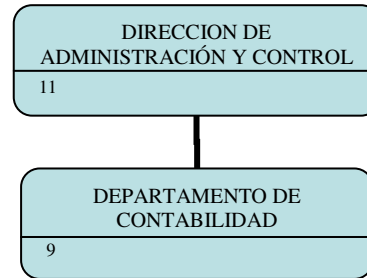 DIRECCION DE
ADMINISTRACIÓN Y CONTROL
11
DEPARTAMENTO DE
CONTABILIDAD
9